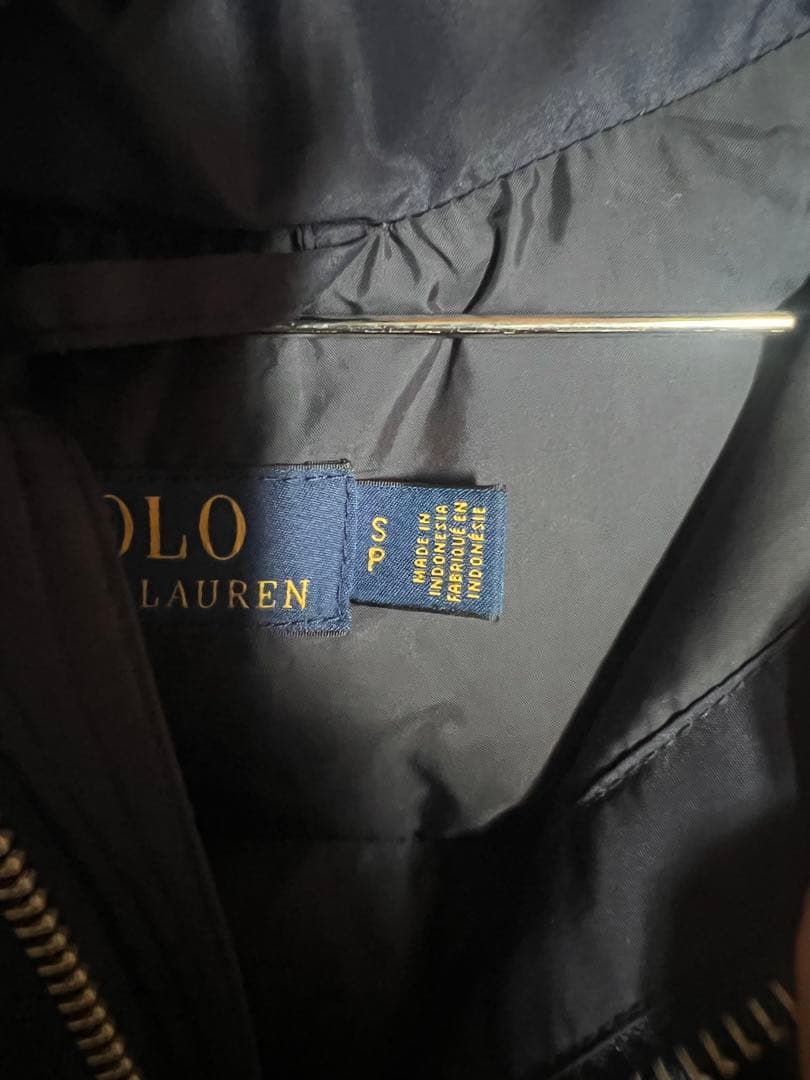 OLO
LAUREN
S
P
MADE IN
INDONESIA
FABRIQUÉ EN
INDONÉSIE